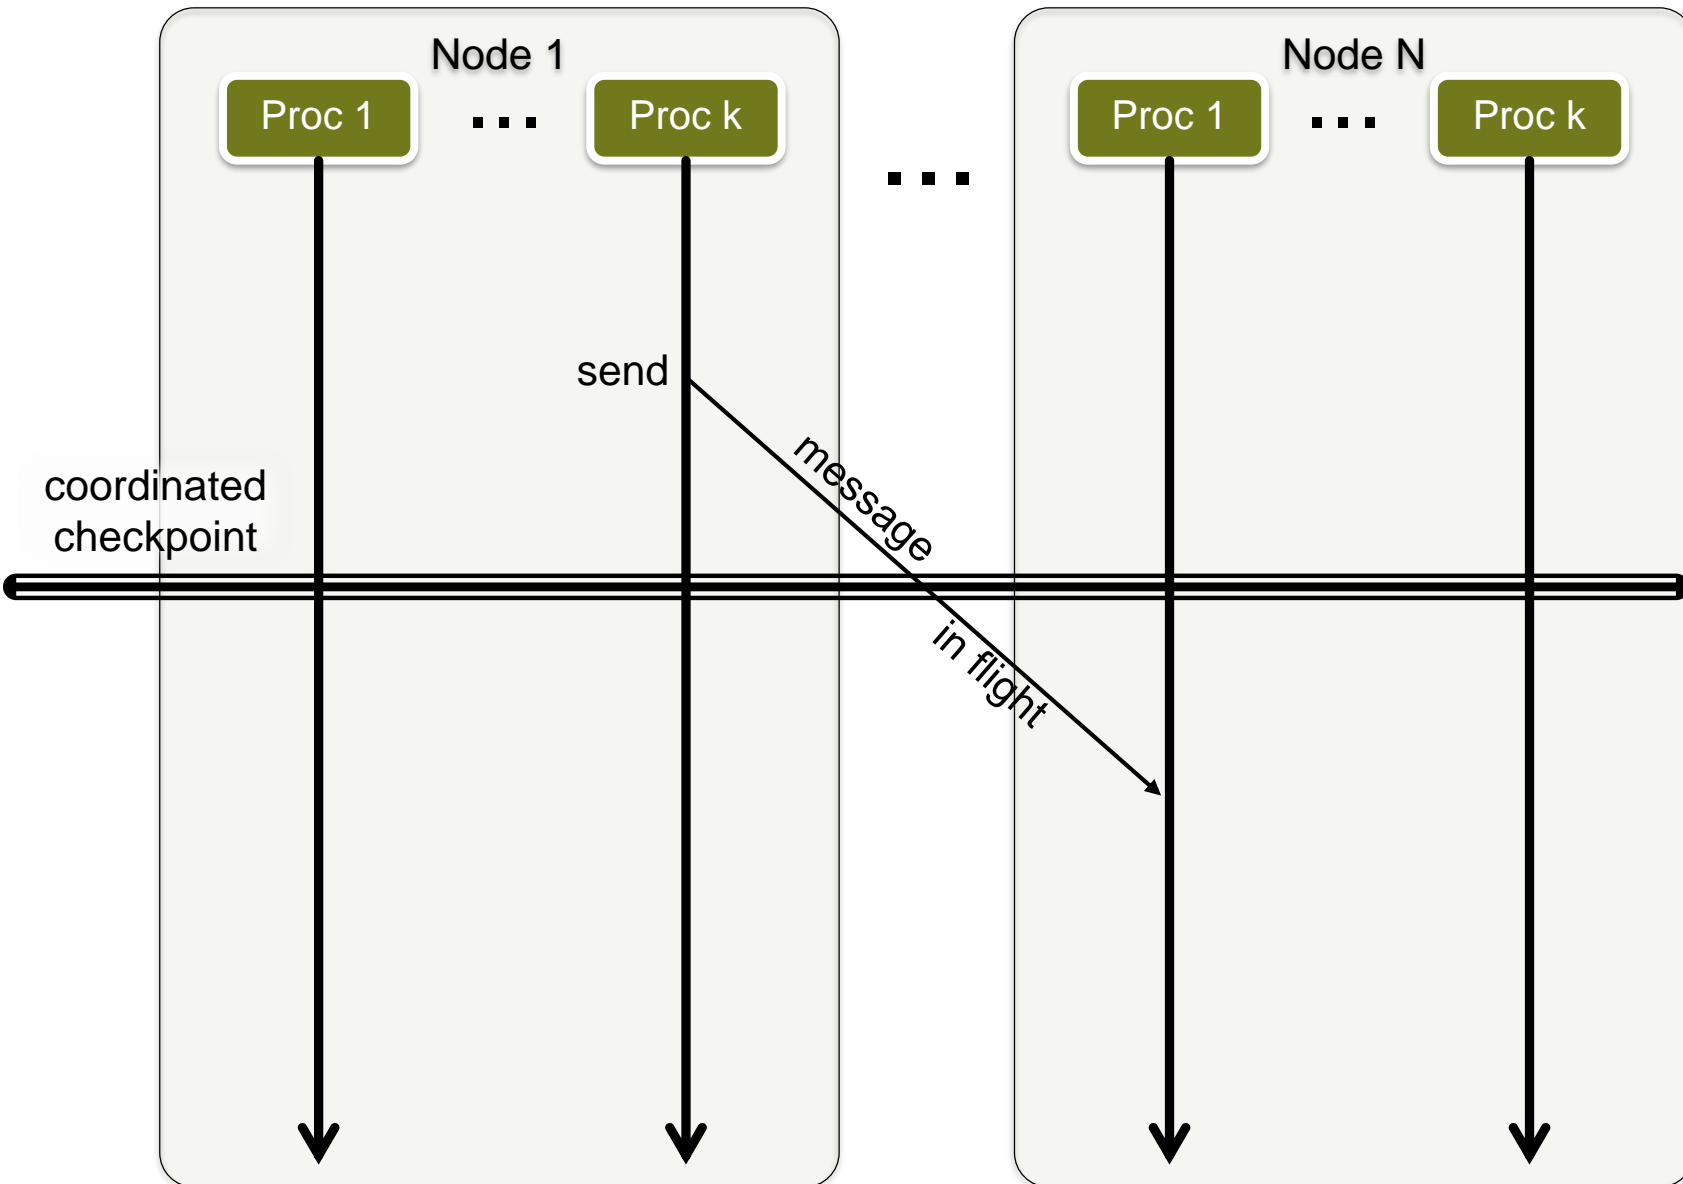 Node 1
Node N
Proc 1
...
Proc k
...
Proc 1
...
Proc k
send
message
coordinated
checkpoint
in flight